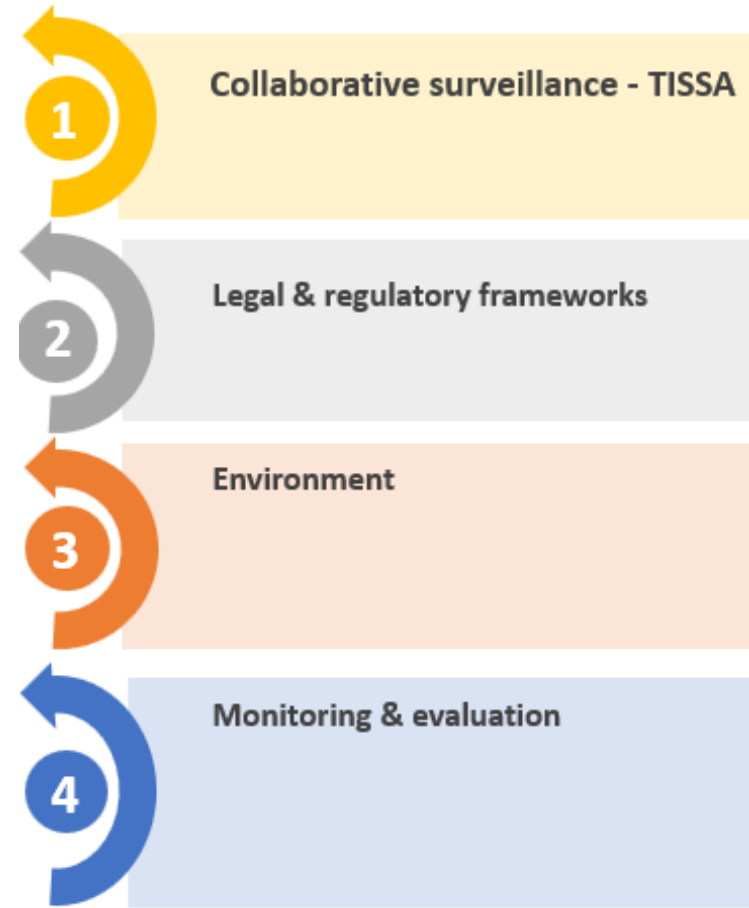 1
Collaborative surveillance - TISSA
2
Legal & regulatory frameworks
3
Environment
4
Monitoring & evaluation